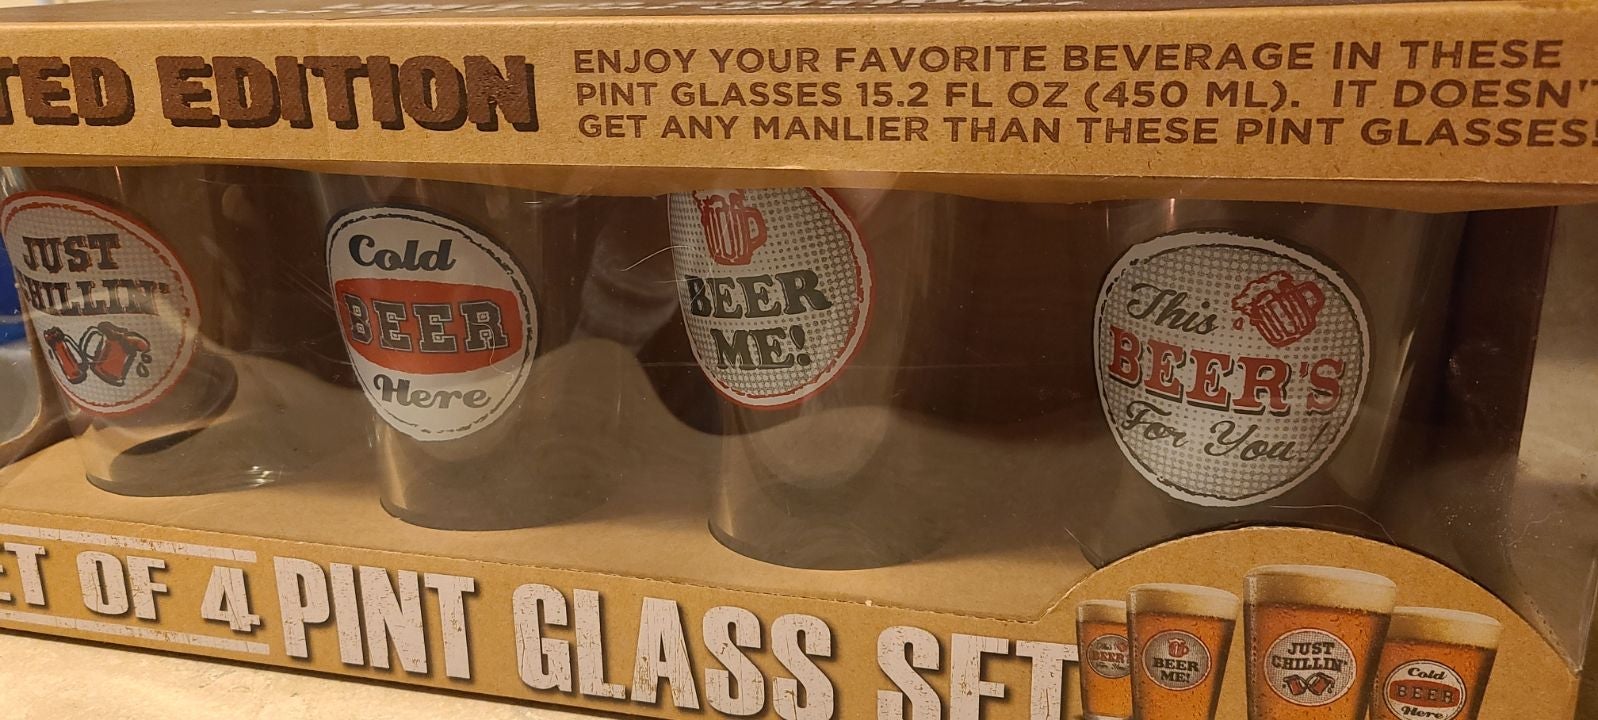 TED EDITION
ENJOY YOUR FAVORITE BEVERAGE IN THESE
PINT GLASSES 15.2 FL OZ (450 ML). IT DOESN'T
GET ANY MANLIER THAN THESE PINT GLASSES!
JUST
CHILLIN'
Cold
BEER
Here
BEER
ME!
This
BEER'S
For You!
ET OF 4 PINT GLASS SET
BEER
BEER
ME!
JUST
CHILLIN'
Cold
BEER
Here